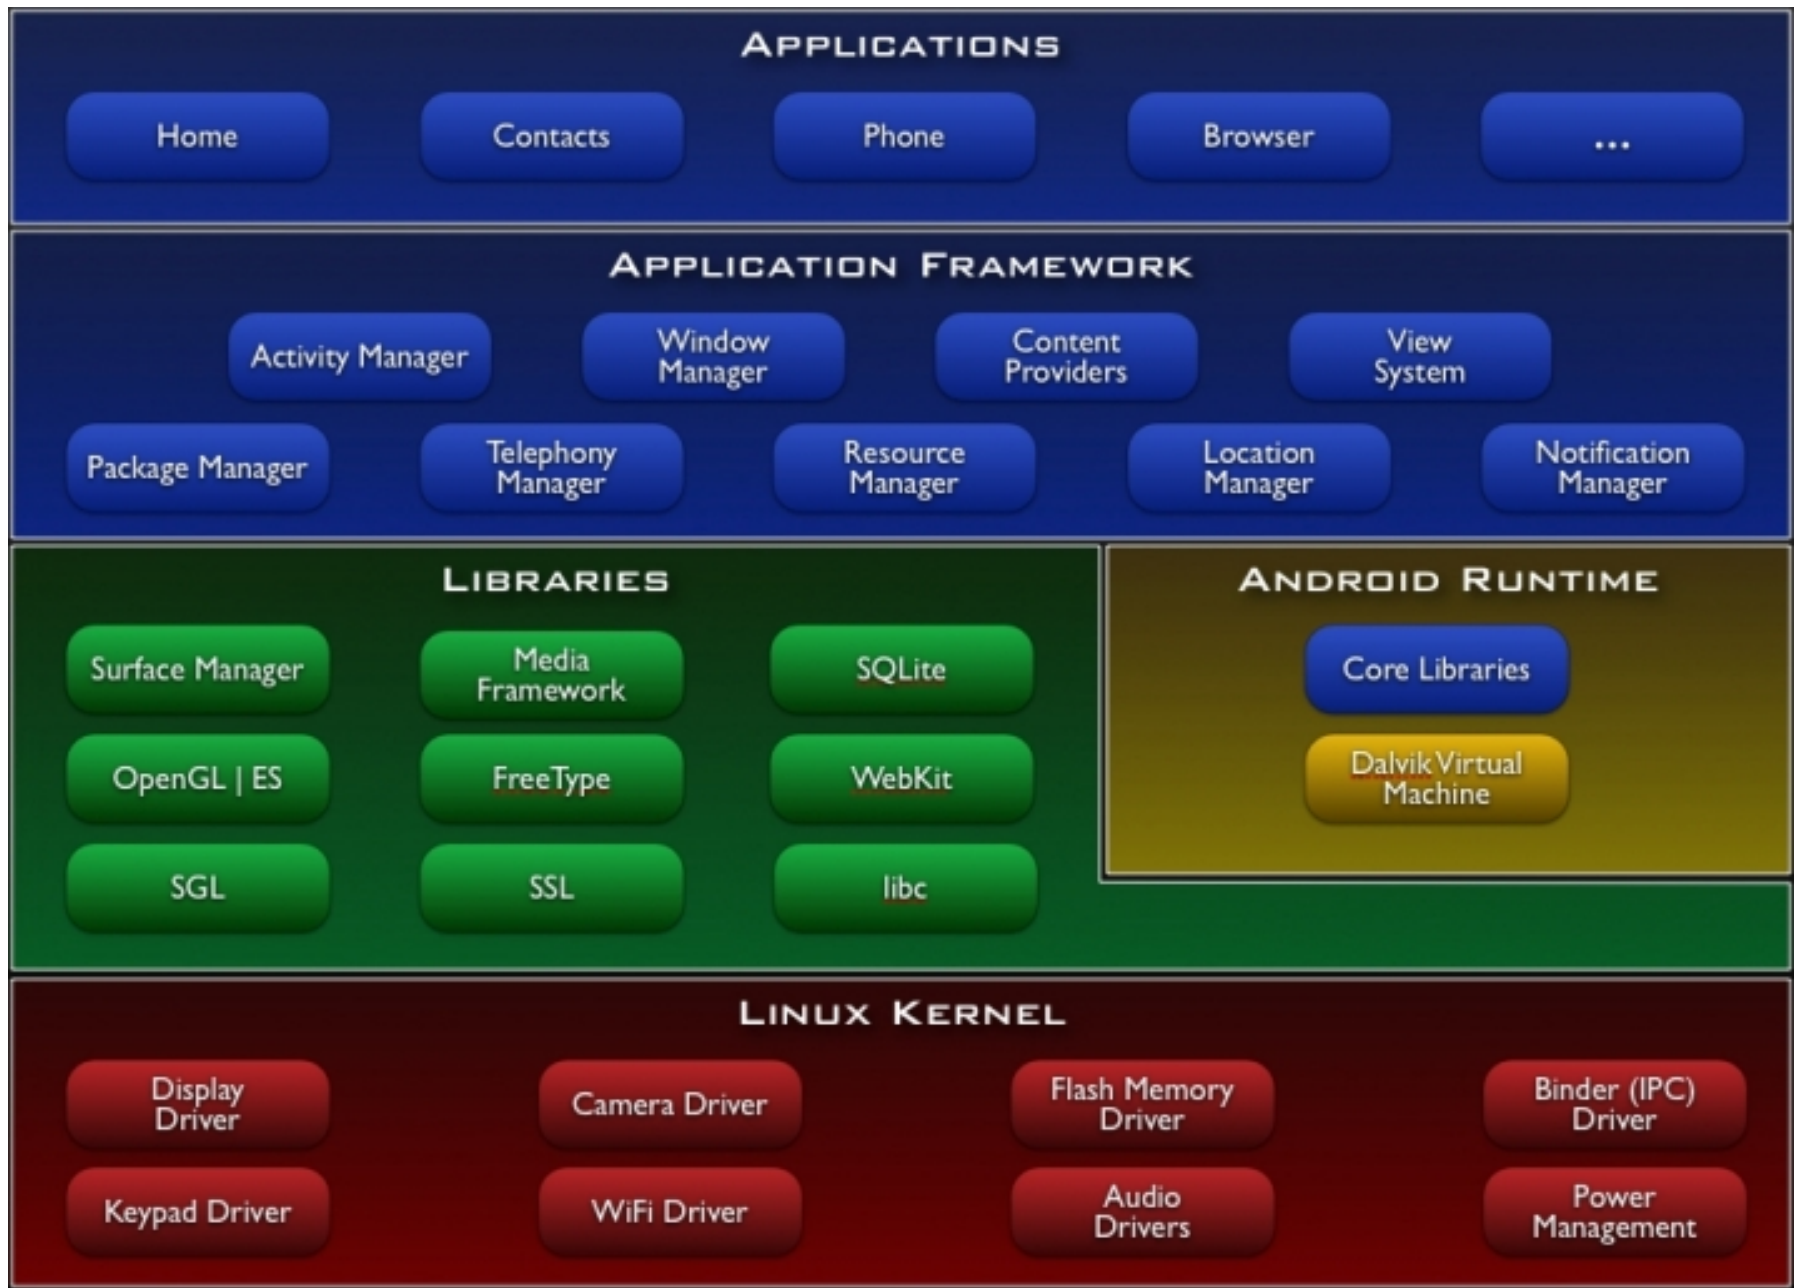 APPLICATIONS
Home
Contacts
Phone
Browser
...
APPLICATION FRAMEWORK
Activity Manager
Window
Manager
Content
Providers
View
System
Package Manager
Telephony
Manager
Resource
Manager
Location
Manager
Notification
Manager
LIBRARIES
Surface Manager
Media
Framework
SQLite
OpenGL | ES
FreeType
WebKit
SGL
SSL
libc
ANDROID RUNTIME
Core Libraries
Dalvik Virtual
Machine
LINUX KERNEL
Display
Driver
Camera Driver
Flash Memory
Driver
Binder (IPC)
Driver
Keypad Driver
WiFi Driver
Audio
Drivers
Power
Management